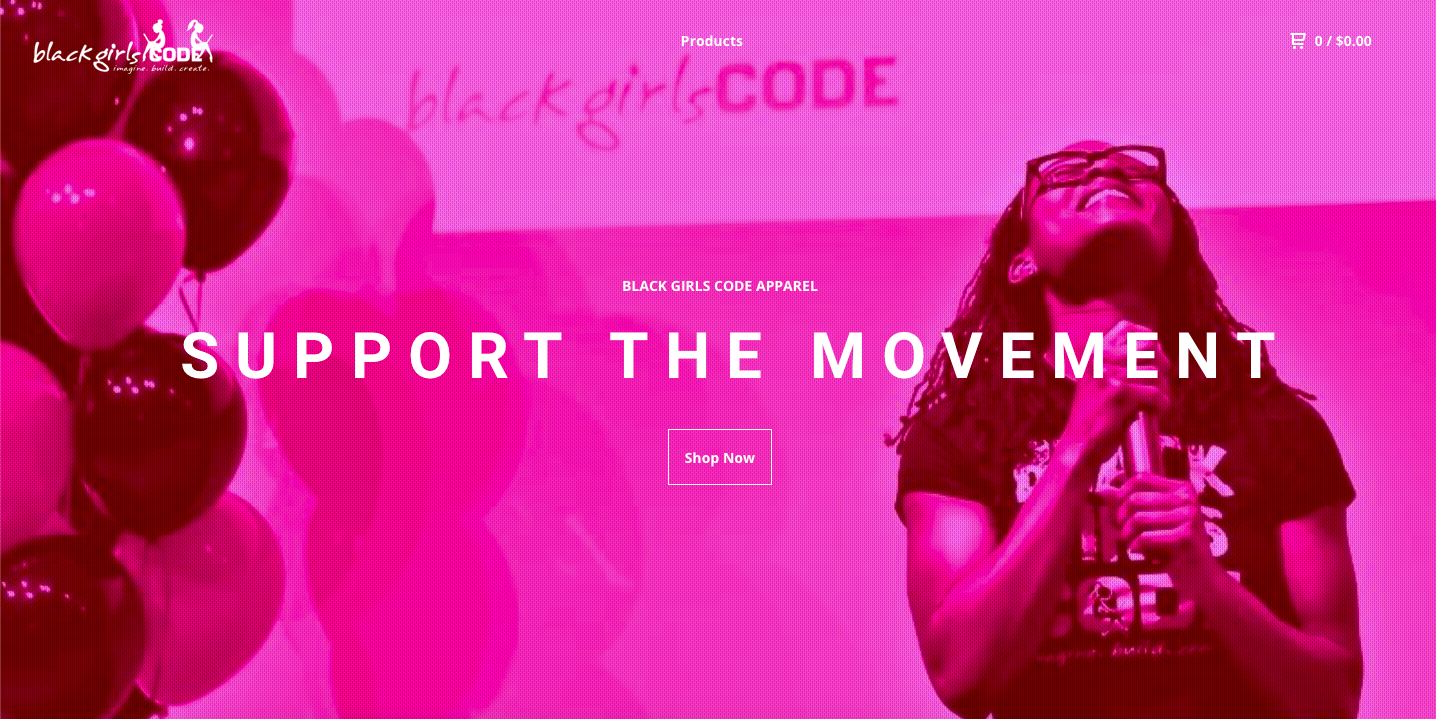 black girls CODE
imagine. build. create.
Products
0 / $0.00
black girls CODE
BLACK GIRLS CODE APPAREL
SUPPORT THE MOVEMENT
Shop Now